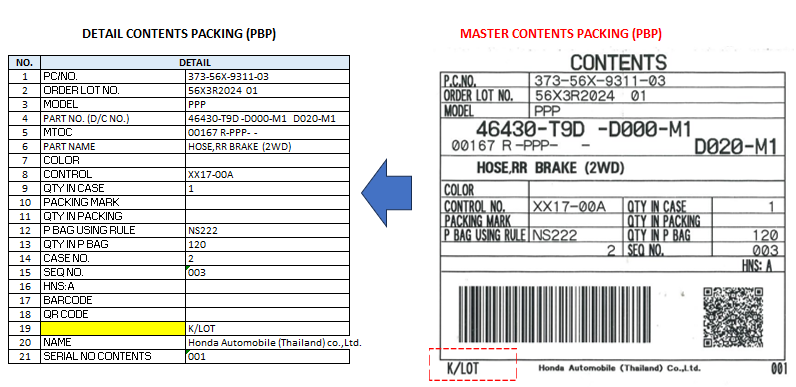 DETAIL CONTENTS PACKING (PBP)
NO. DETAIL
1 PC/NO. 373-56X-9311-03
2 ORDER LOT NO. 56X3R2024 01
3 MODEL PPP
4 PART NO. (D/C NO.) 46430-T9D -D000-M1 D020-M1
5 MTOC 00167 R-PPP- -
6 PART NAME HOSE,RR BRAKE (2WD)
7 COLOR
8 CONTROL XX17-00A
9 QTY IN CASE 1
10 PACKING MARK
11 QTY IN PACKING
12 P BAG USING RULE NS222
13 QTY IN P BAG 120
14 CASE NO. 2
15 SEQ NO. 003
16 HNS:A
17 BARCODE
18 QR CODE
19 K/LOT
20 NAME Honda Automobile (Thailand) co.,Ltd.
21 SERIAL NO CONTENTS 001
MASTER CONTENTS PACKING (PBP)
CONTENTS
P.C.NO. 373-56X-9311-03
ORDER LOT NO. 56X3R2024 01
MODEL PPP
46430-T9D -D000-M1
00167 R -PPP- - D020-M1
HOSE,RR BRAKE (2WD)
COLOR
CONTROL NO. XX17-00A QTY IN CASE 1
PACKING MARK QTY IN PACKING
P BAG USING RULE NS222 QTY IN P BAG 120
2 SEQ NO. 003
HNS: A
K/LOT Honda Automobile (Thailand) Co.,Ltd. 001